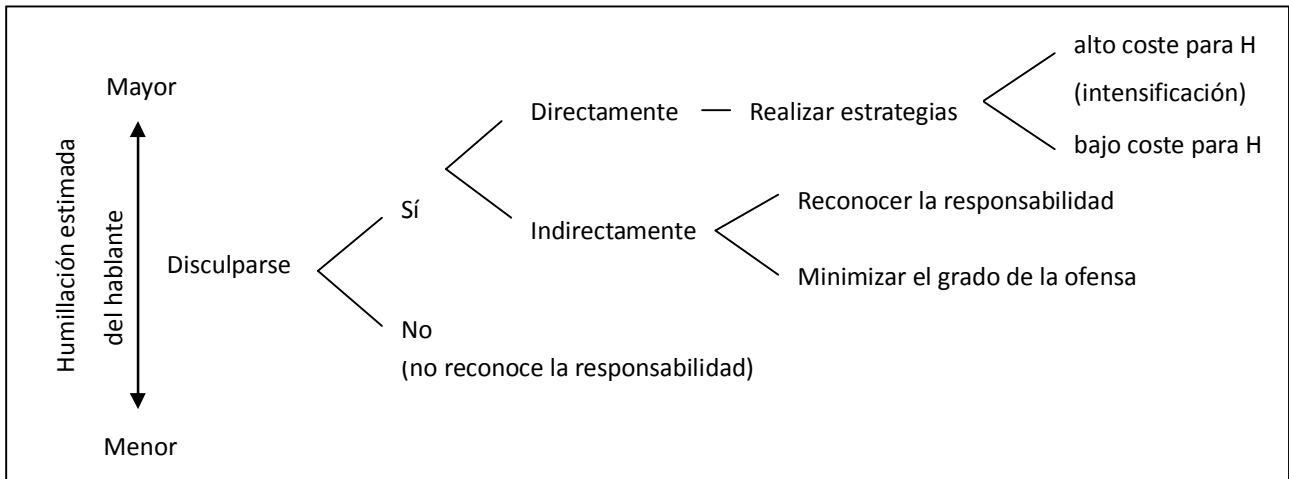 Humillación estimada
del hablante
Mayor
Menor
Disculparse
Sí
No
(no reconoce la responsabilidad)
Directamente
Realizar estrategias
alto coste para H
(intensificación)
bajo coste para H
Indirectamente
Reconocer la responsabilidad
Minimizar el grado de la ofensa